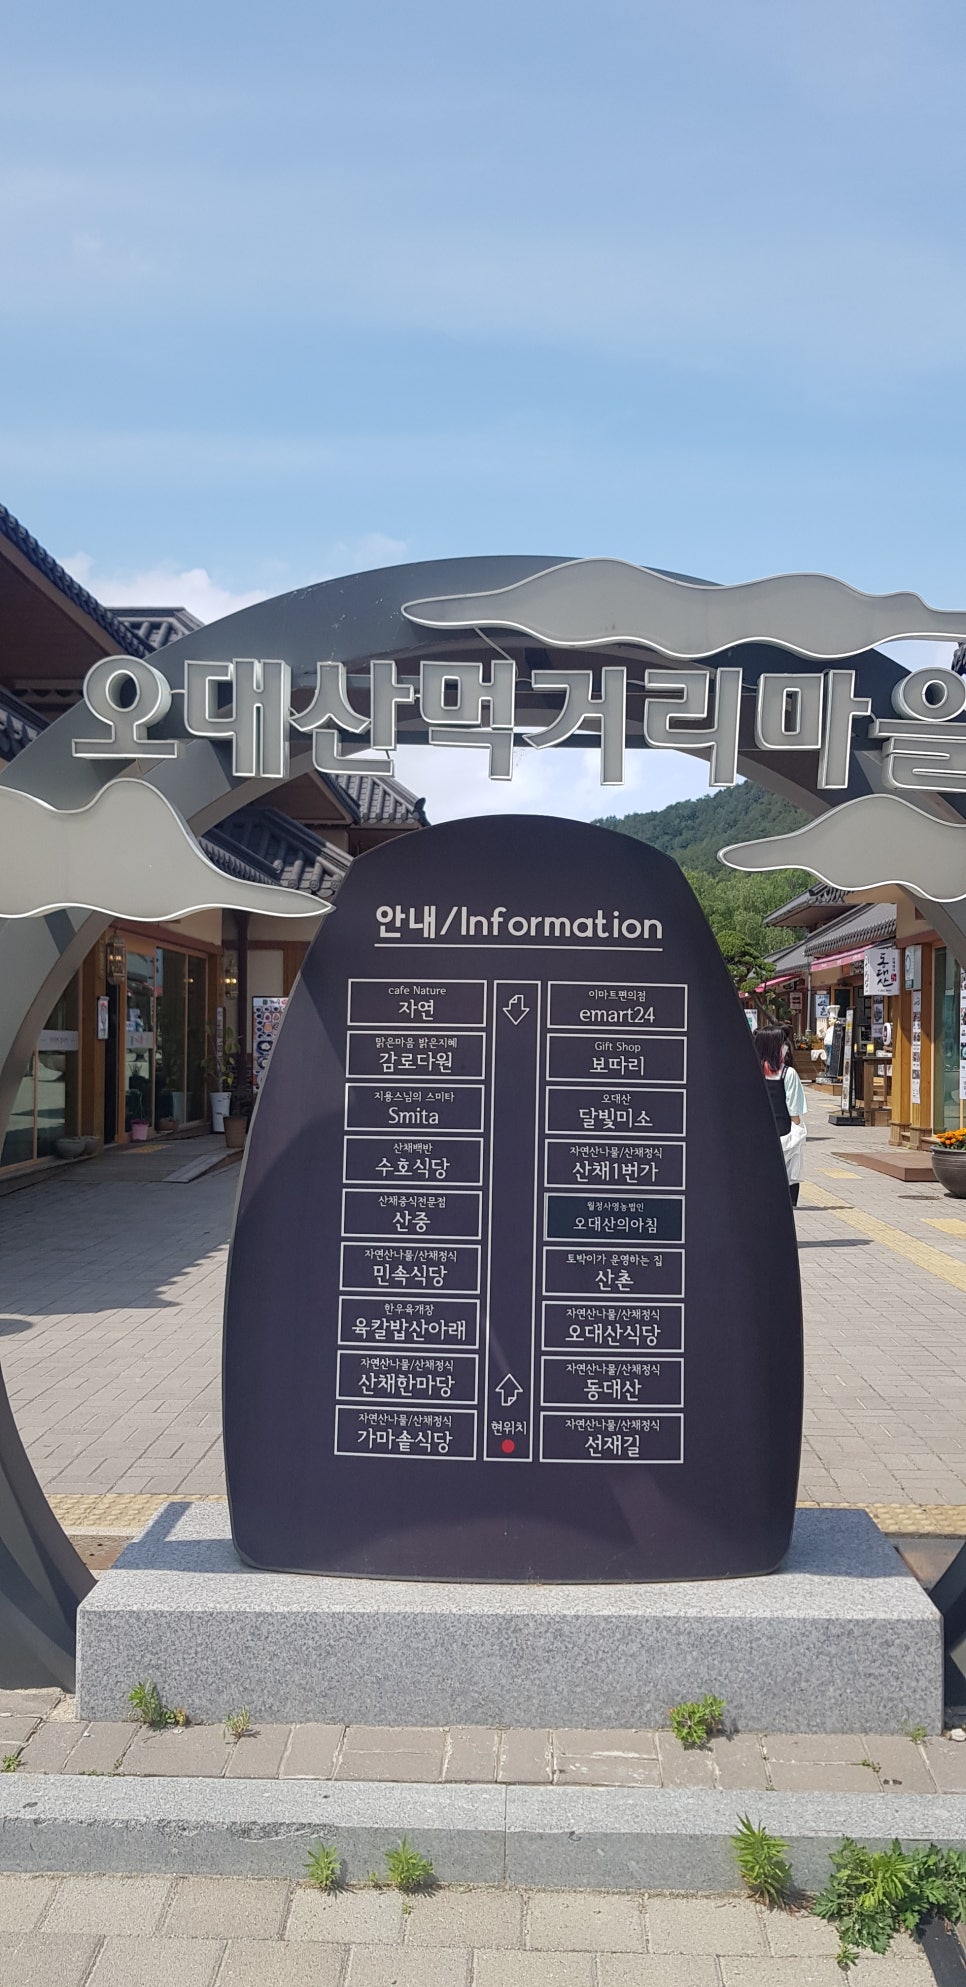 오대산먹거리마을
안내/Information
cafe Nature
자연
맑은마음 밝은지혜
감로다원
지용스님의 스미타
Smita
산채백반
수호식당
산채중식전문점
산중
자연산나물/산채정식
민속식당
한우육개장
육칼밥산아래
자연산나물/산채정식
산채한마당
자연산나물/산채정식
가마솥식당
현위치
이마트편의점
emart24
Gift Shop
보따리
오대산
달빛미소
자연산나물/산채정식
산채1번가
월정사영농법인
오대산의아침
토박이가 운영하는 집
산촌
자연산나물/산채정식
오대산식당
자연산나물/산채정식
동대산
자연산나물/산채정식
선재길
동대산